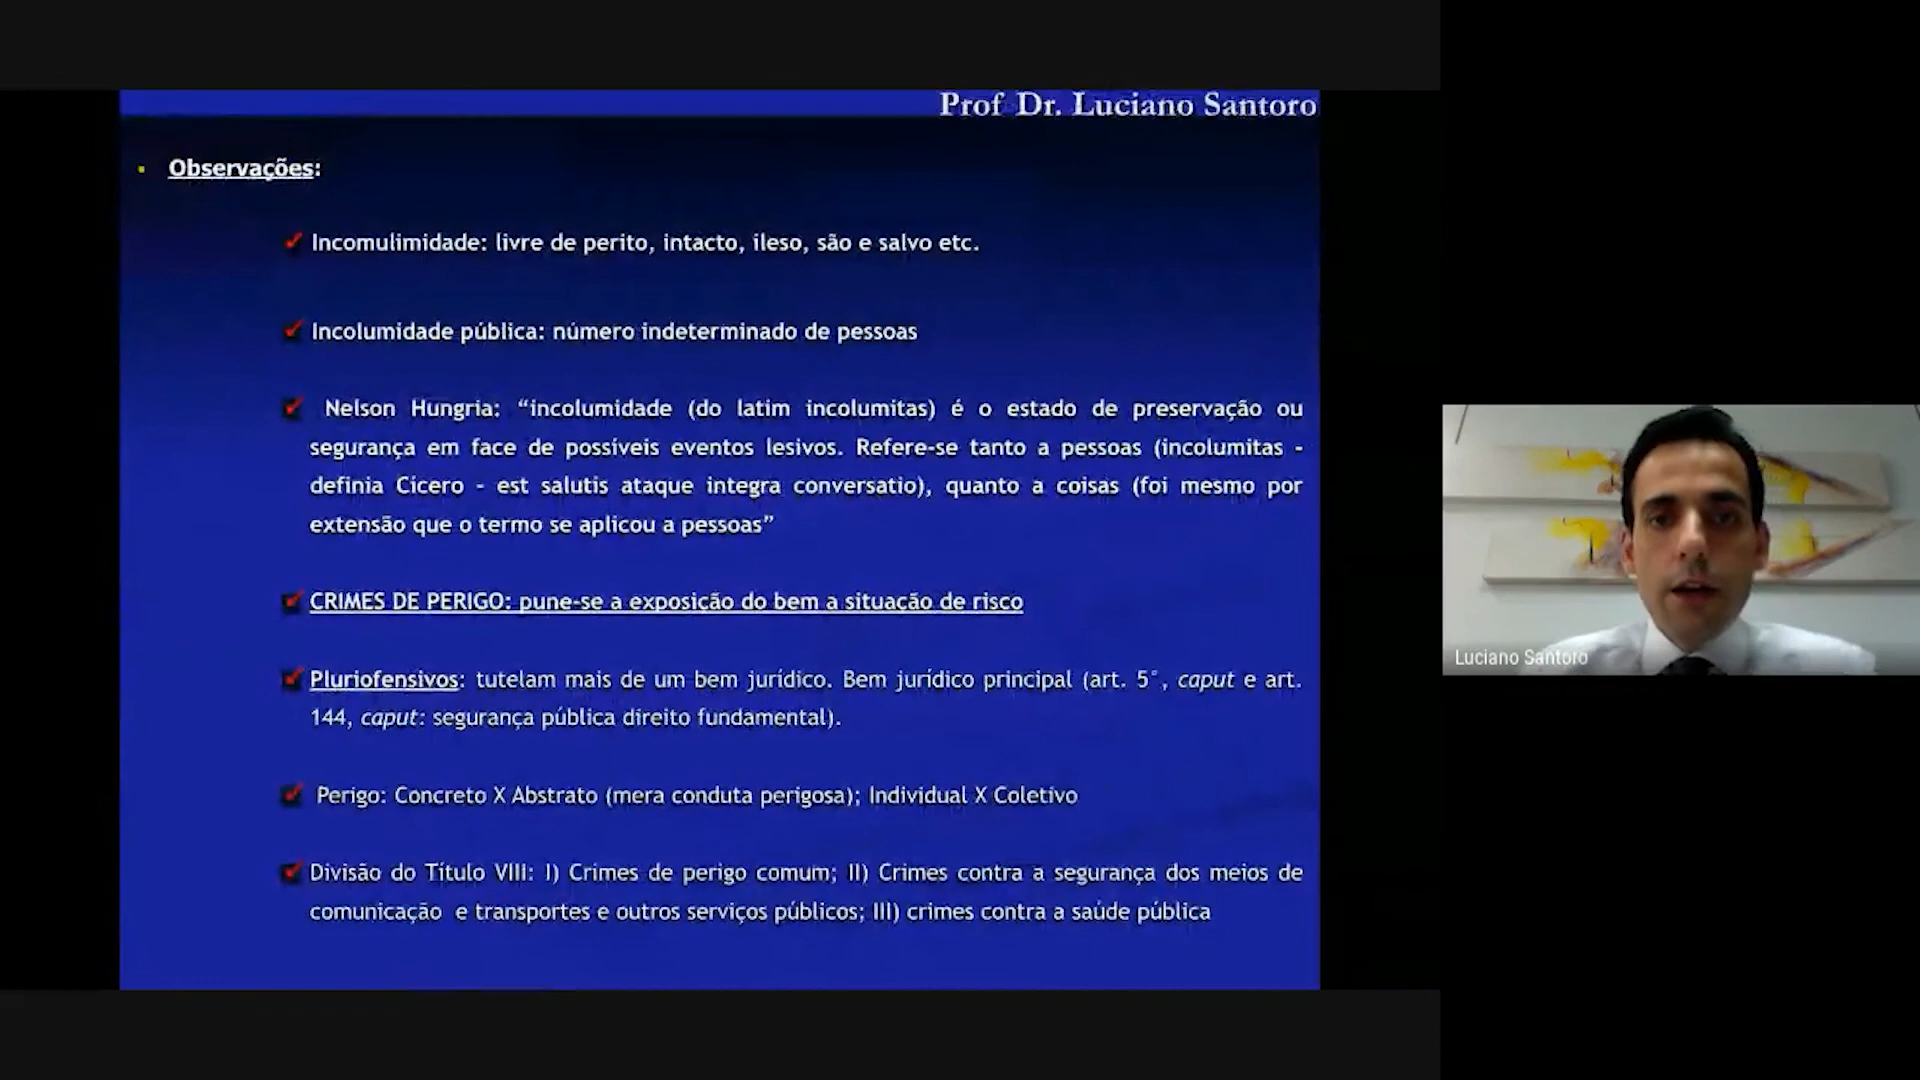 Prof Dr. Luciano Santoro
▪ Observações:
✔ Incomulimidade: livre de perito, intacto, ileso, são e salvo etc.
✔ Incolumidade pública: número indeterminado de pessoas
✔ Nelson Hungria: “incolumidade (do latim incolumitas) é o estado de preservação ou
segurança em face de possíveis eventos lesivos. Refere-se tanto a pessoas (incolumitas -
definia Cícero - est salutis ataque integra conversatio), quanto a coisas (foi mesmo por
extensão que o termo se aplicou a pessoas”
✔ CRIMES DE PERIGO: pune-se a exposição do bem a situação de risco
✔ Pluriofensivos: tutelam mais de um bem jurídico. Bem jurídico principal (art. 5°, caput e art.
144, caput: segurança pública direito fundamental).
✔ Perigo: Concreto X Abstrato (mera conduta perigosa); Individual X Coletivo
✔ Divisão do Título VIII: I) Crimes de perigo comum; II) Crimes contra a segurança dos meios de
comunicação e transportes e outros serviços públicos; III) crimes contra a saúde pública
Luciano Santoro